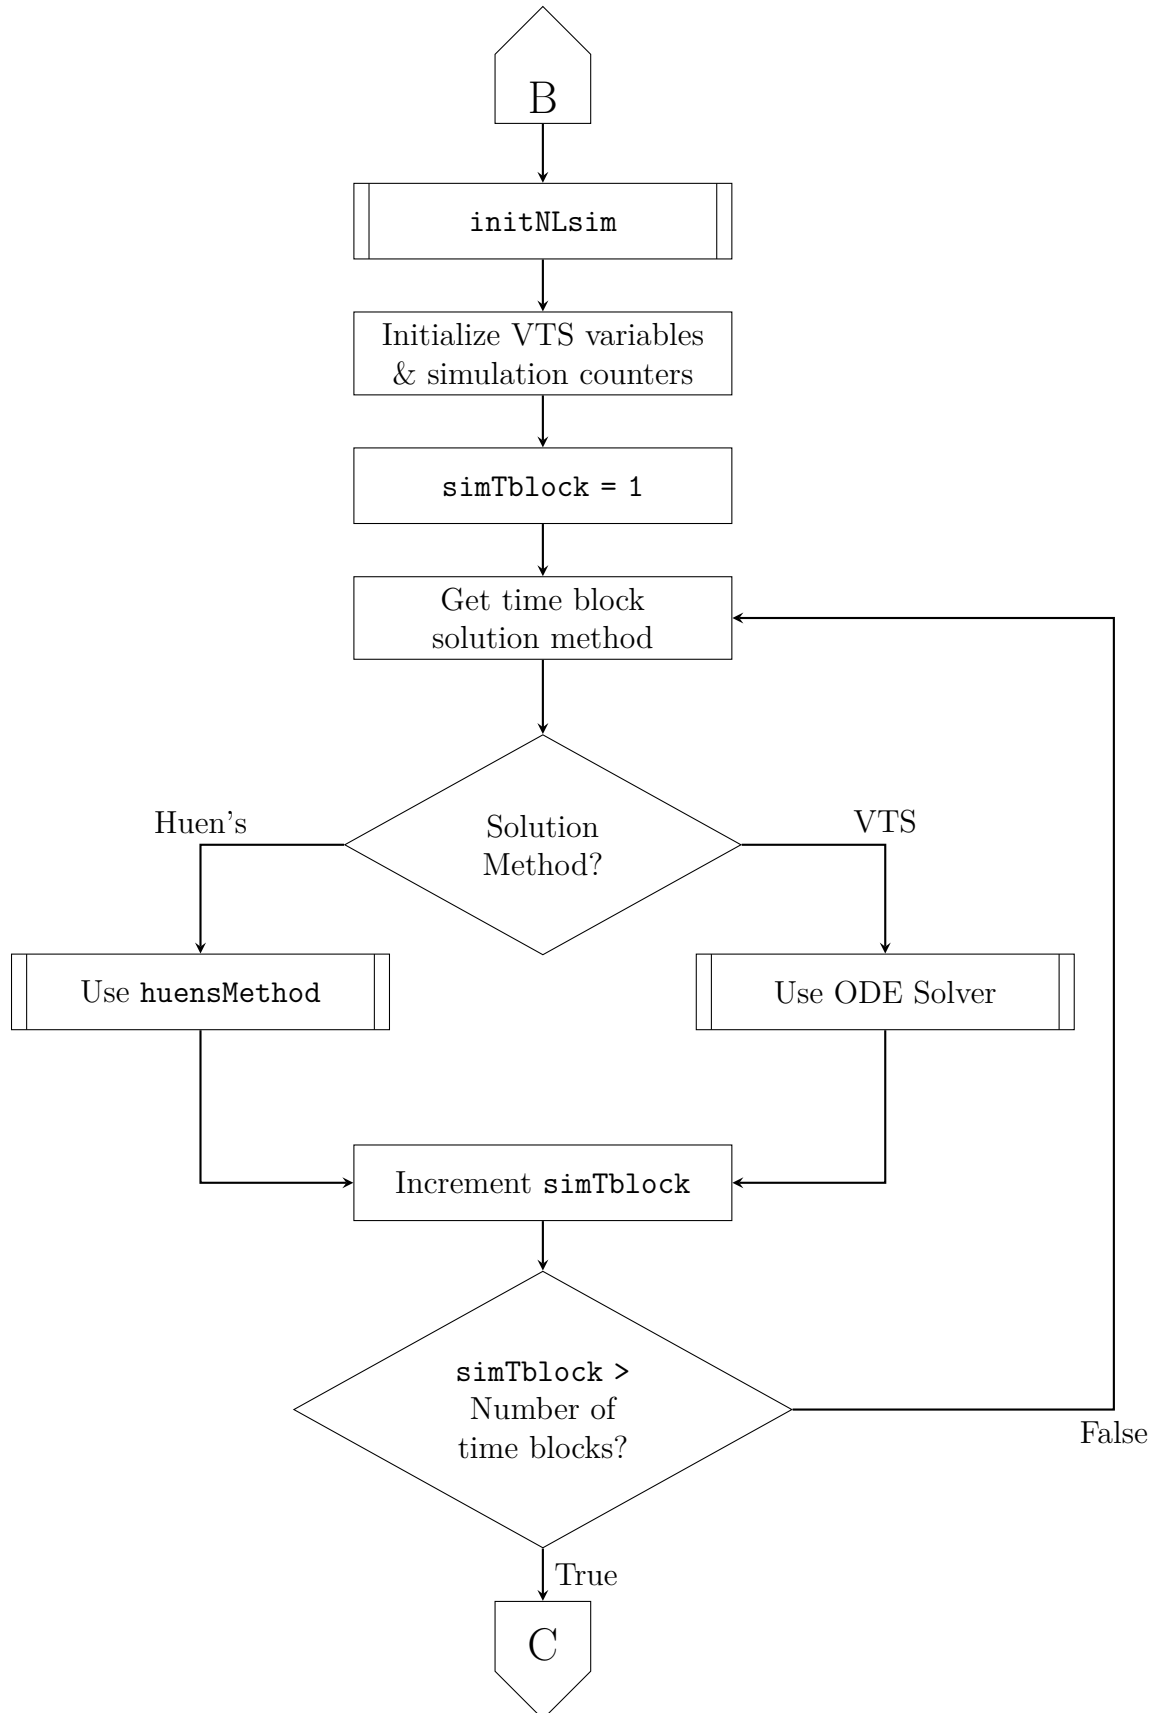 B
initNLsim
Initialize VTS variables
& simulation counters
simTblock = 1
Get time block
solution method
Solution
Method?
Huen's
VTS
Use huensMethod
Use ODE Solver
Increment simTblock
simTblock >
Number of
time blocks?
False
True
C